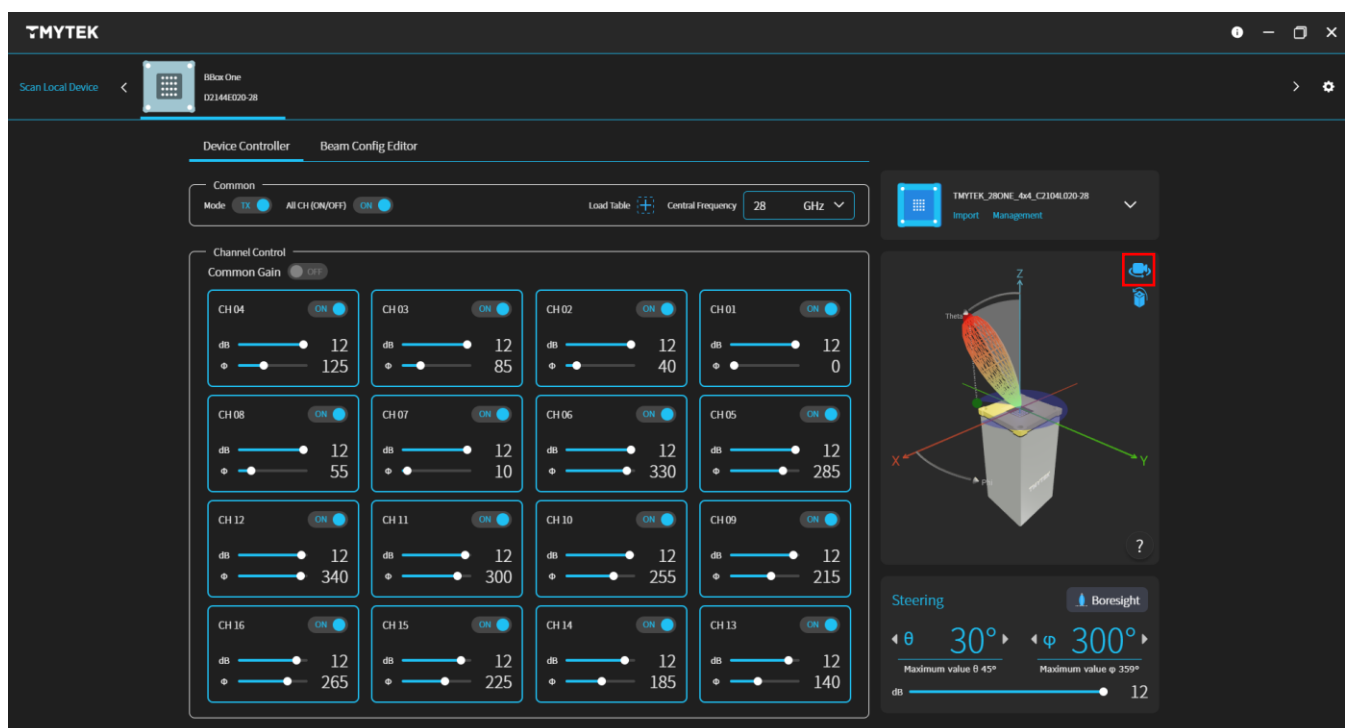 TMYTEK
Scan Local Device
BBox One
D2144E020-28
Device Controller Beam Config Editor
Common
Mode TX All CH (ON/OFF) ON Load Table Central Frequency 28 GHz
TMYTEK_28ONE_4x4_C2104L020-28
Import Management
Channel Control
Common Gain OFF
CH 04 ON CH 03 ON CH 02 ON CH 01 ON
dB 12 dB 12 dB 12 dB 12
Φ 125 Φ 85 Φ 40 Φ 0
CH 08 ON CH 07 ON CH 06 ON CH 05 ON
dB 12 dB 12 dB 12 dB 12
Φ 55 Φ 10 Φ 330 Φ 285
CH 12 ON CH 11 ON CH 10 ON CH 09 ON
dB 12 dB 12 dB 12 dB 12
Φ 340 Φ 300 Φ 255 Φ 215
CH 16 ON CH 15 ON CH 14 ON CH 13 ON
dB 12 dB 12 dB 12 dB 12
Φ 265 Φ 225 Φ 185 Φ 140
Z
Theta
X
Y
Phi
TMYTEK
?
Steering Boresight
θ 30° φ 300°
Maximum value θ 45° Maximum value φ 359°
dB 12